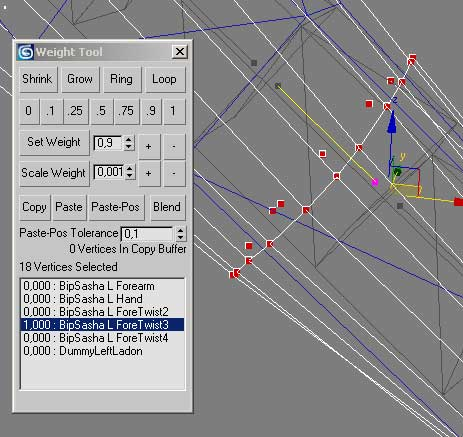 Weight Tool
Shrink Grow Ring Loop
0 .1 .25 .5 .75 .9 1
Set Weight 0,9 + -
Scale Weight 0,001 + -
Copy Paste Paste-Pos Blend
Paste-Pos Tolerance 0,1
0 Vertices In Copy Buffer
18 Vertices Selected
0,000 : BipSasha L Forearm
0,000 : BipSasha L Hand
0,000 : BipSasha L ForeTwist2
1,000 : BipSasha L ForeTwist3
0,000 : BipSasha L ForeTwist4
0,000 : DummyLeftLadon
z
y